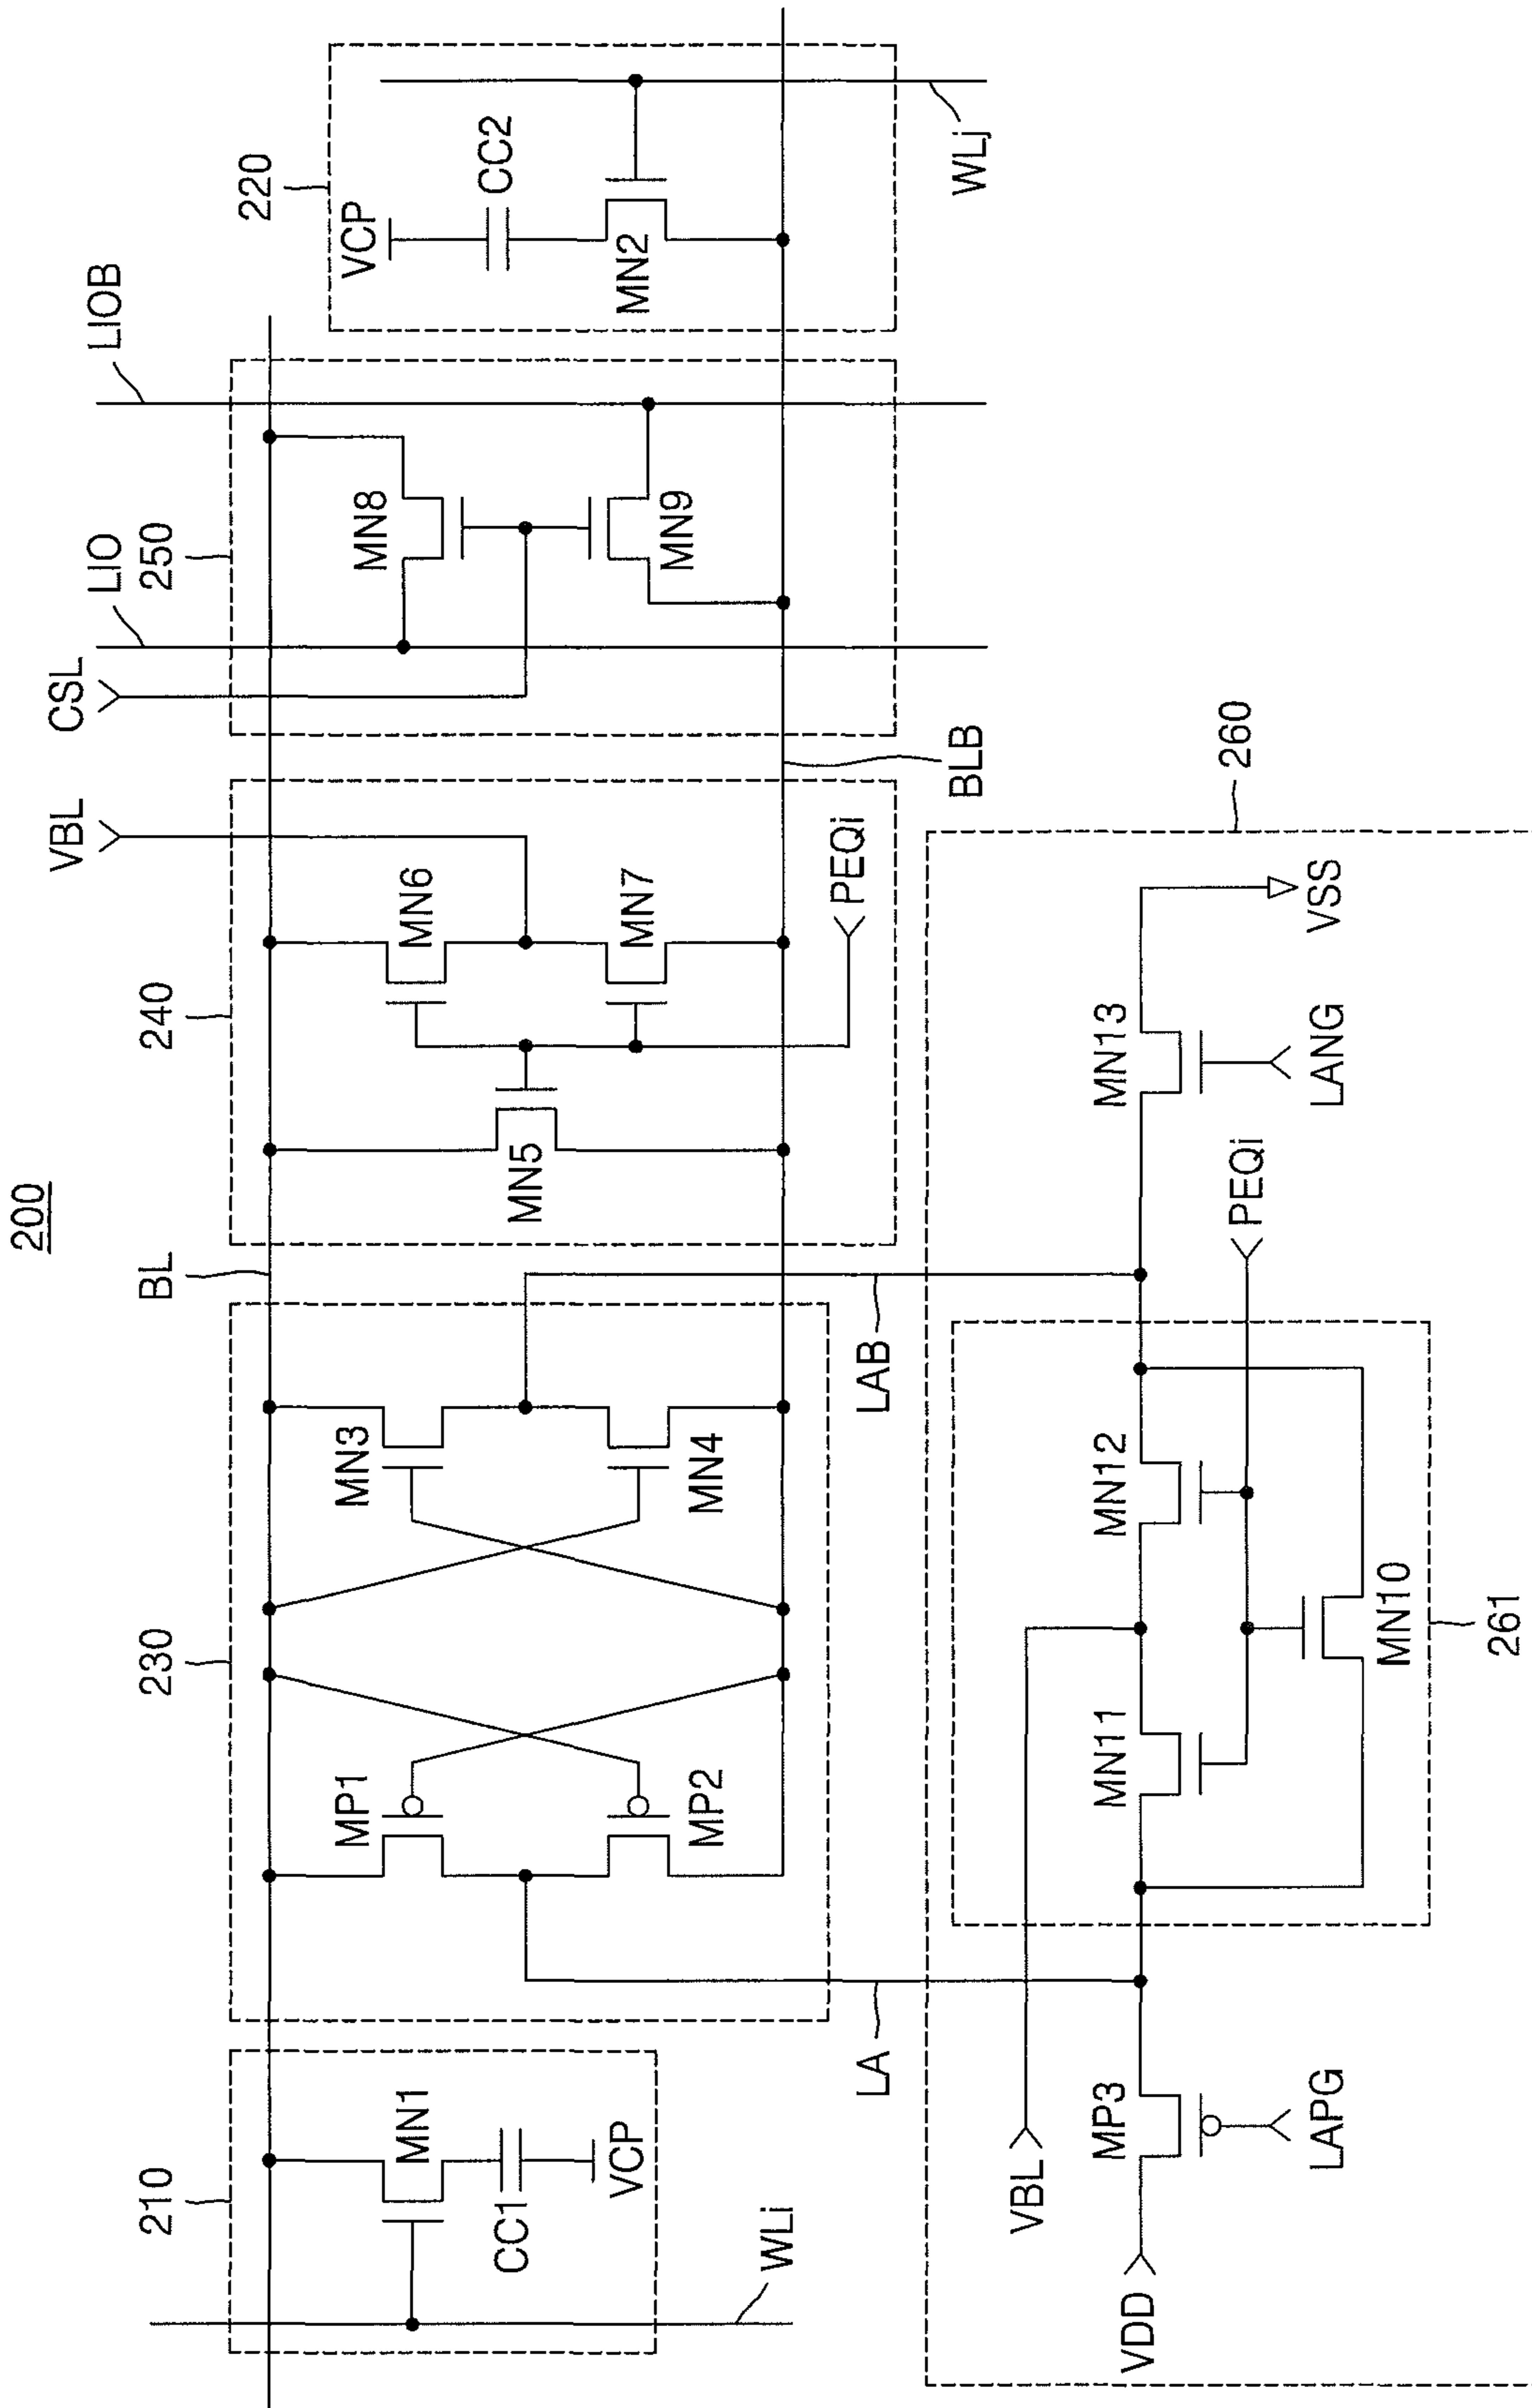 200
BL
VBL
CSL
LIO
LIOB
210
230
240
250
220
MN1
CC1
VCP
WLi
MP1
MP2
MN3
MN4
MN5
MN6
MN7
PEQi
MN8
MN9
VCP
CC2
MN2
WLj
BLB
LA
LAB
260
VBL
VDD
MP3
LAPG
MN11
MN12
MN10
261
PEQi
MN13
LANG
VSS